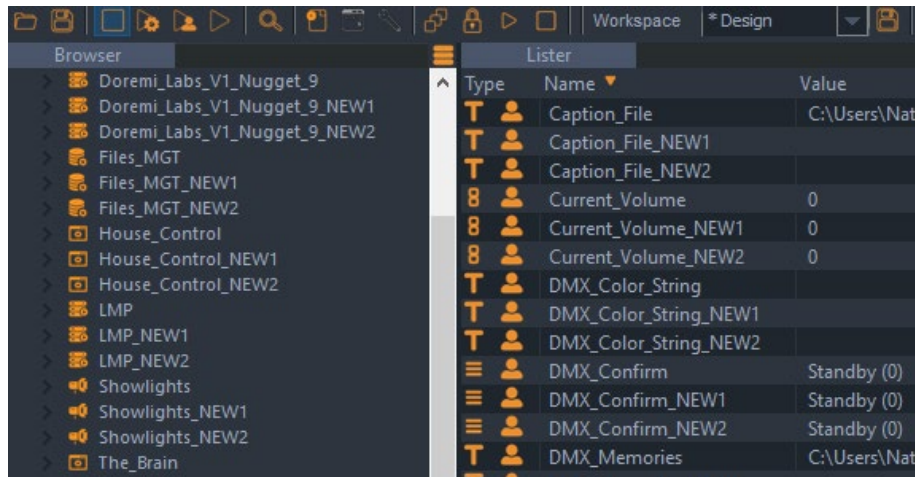 Workspace * Design
Browser
Doremi_Labs_V1_Nugget_9
Doremi_Labs_V1_Nugget_9_NEW1
Doremi_Labs_V1_Nugget_9_NEW2
Files_MGT
Files_MGT_NEW1
Files_MGT_NEW2
House_Control
House_Control_NEW1
House_Control_NEW2
LMP
LMP_NEW1
LMP_NEW2
Showlights
Showlights_NEW1
Showlights_NEW2
The_Brain
Lister
Type Name Value
Caption_File C:\Users\Nat
Caption_File_NEW1
Caption_File_NEW2
Current_Volume 0
Current_Volume_NEW1 0
Current_Volume_NEW2 0
DMX_Color_String
DMX_Color_String_NEW1
DMX_Color_String_NEW2
DMX_Confirm Standby (0)
DMX_Confirm_NEW1 Standby (0)
DMX_Confirm_NEW2 Standby (0)
DMX_Memories C:\Users\Nat